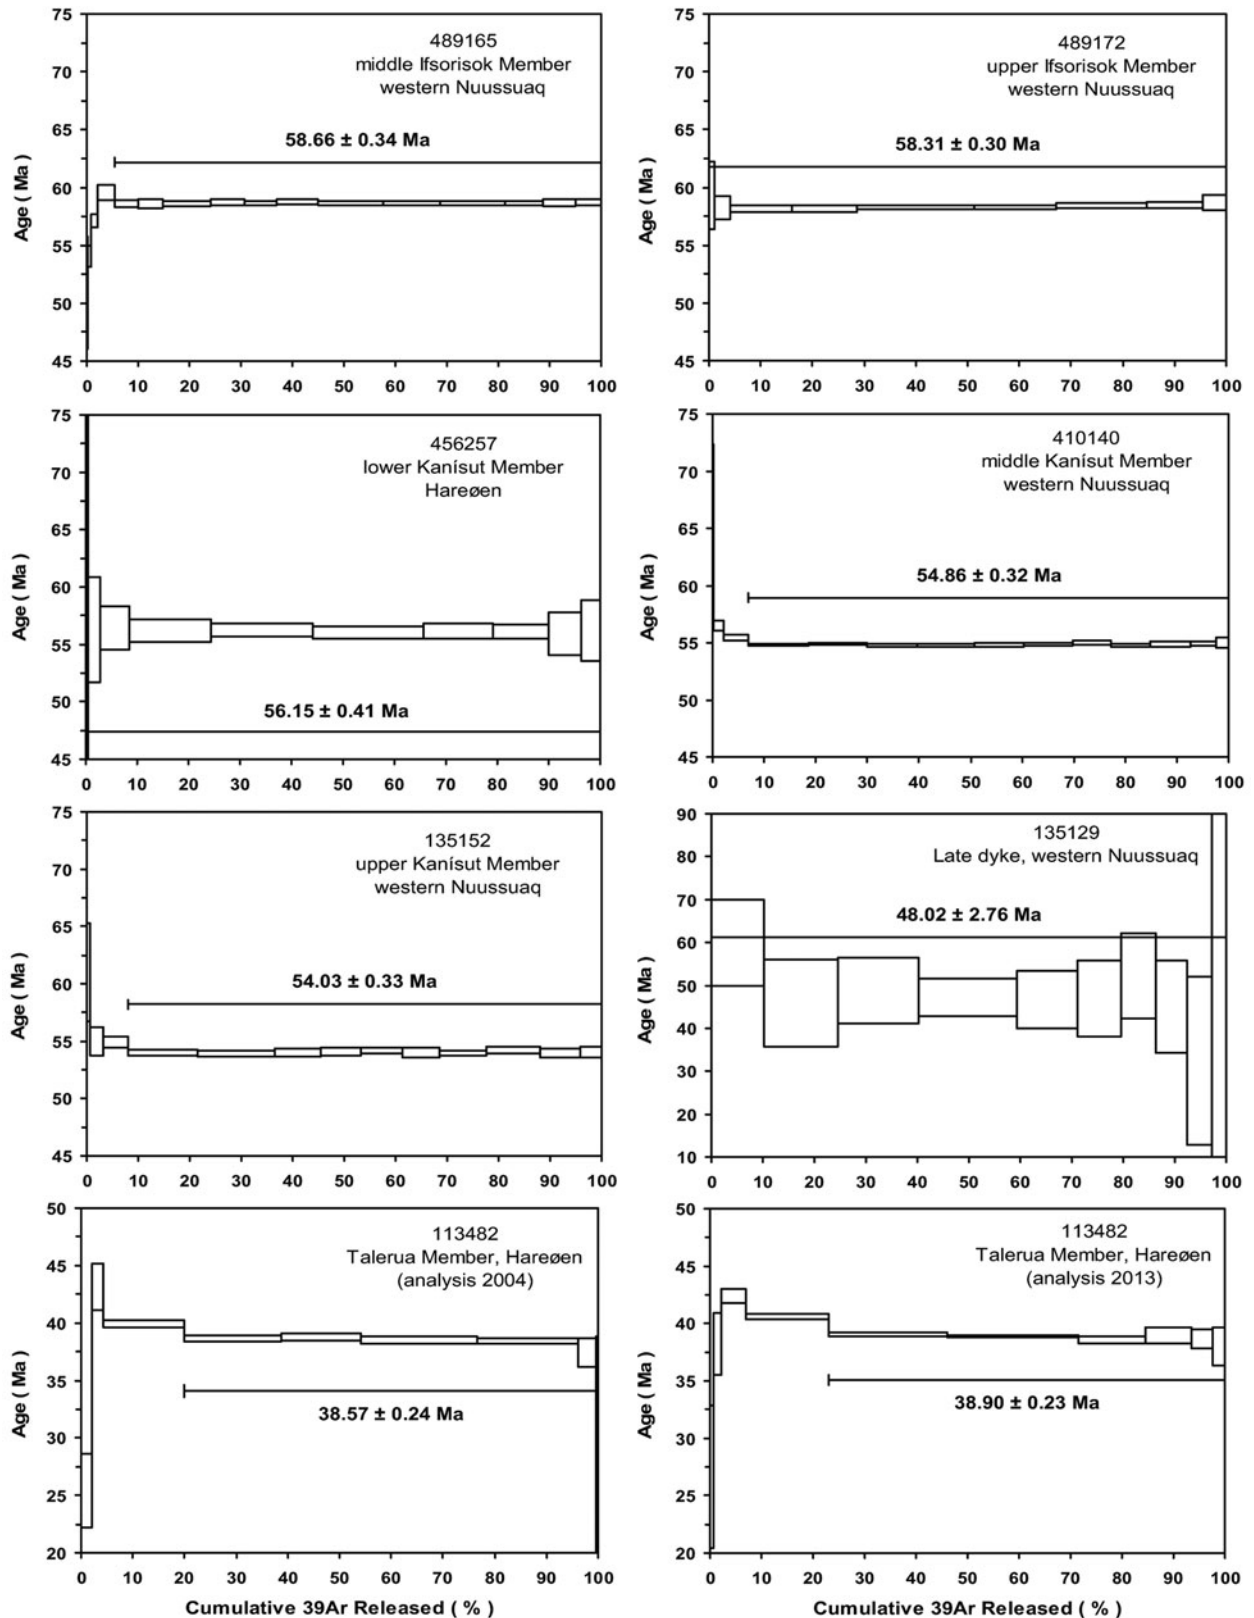 489165
middle Ifsorisok Member
western Nuussuaq
58.66 ± 0.34 Ma
Age ( Ma )
75
70
65
60
55
50
45
0 10 20 30 40 50 60 70 80 90 100
489172
upper Ifsorisok Member
western Nuussuaq
58.31 ± 0.30 Ma
Age ( Ma )
75
70
65
60
55
50
45
0 10 20 30 40 50 60 70 80 90 100
456257
lower Kanísut Member
Hareøen
56.15 ± 0.41 Ma
Age ( Ma )
75
70
65
60
55
50
45
0 10 20 30 40 50 60 70 80 90 100
410140
middle Kanísut Member
western Nuussuaq
54.86 ± 0.32 Ma
Age ( Ma )
75
70
65
60
55
50
45
0 10 20 30 40 50 60 70 80 90 100
135152
upper Kanísut Member
western Nuussuaq
54.03 ± 0.33 Ma
Age ( Ma )
75
70
65
60
55
50
45
0 10 20 30 40 50 60 70 80 90 100
135129
Late dyke, western Nuussuaq
48.02 ± 2.76 Ma
Age ( Ma )
90
80
70
60
50
40
30
20
10
0 10 20 30 40 50 60 70 80 90 100
113482
Talerua Member, Hareøen
(analysis 2004)
38.57 ± 0.24 Ma
Age ( Ma )
50
45
40
35
30
25
20
0 10 20 30 40 50 60 70 80 90 100
Cumulative 39Ar Released ( % )
113482
Talerua Member, Hareøen
(analysis 2013)
38.90 ± 0.23 Ma
Age ( Ma )
50
45
40
35
30
25
20
0 10 20 30 40 50 60 70 80 90 100
Cumulative 39Ar Released ( % )